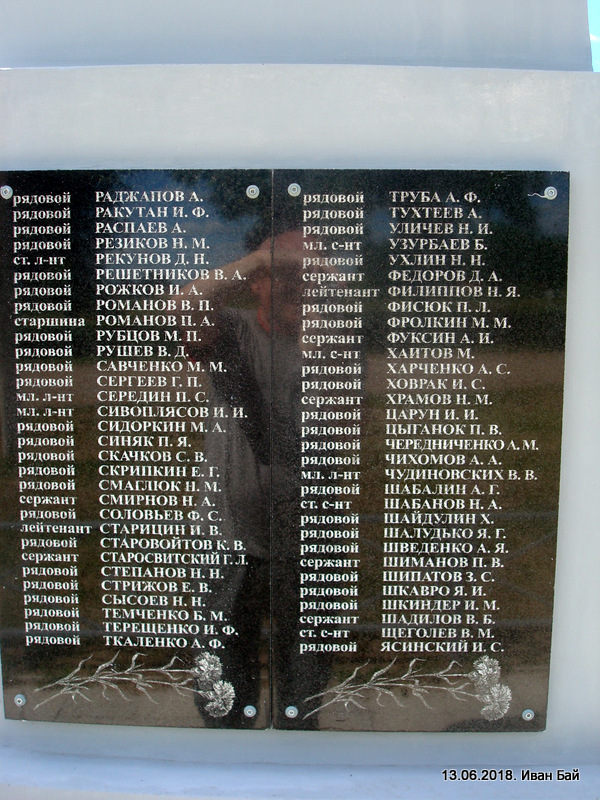 рядовой РАДЖАПОВ А.
рядовой РАКУТАН И. Ф.
рядовой РАСПАЕВ А.
рядовой РЕЗИКОВ Н. М.
ст. л-нт РЕКУНОВ Д. Н.
рядовой РЕШЕТНИКОВ В. А.
рядовой РОЖКОВ И. А.
рядовой РОМАНОВ В. П.
старшина РОМАНОВ П. А.
рядовой РУБЦОВ М. П.
рядовой РУШЕВ В. Д.
рядовой САВЧЕНКО М. М.
рядовой СЕРГЕЕВ Г. П.
мл. л-нт СЕРЕДИН П. С.
мл. л-нт СИВОПЛЯСОВ И. И.
рядовой СИДОРКИН М. А.
рядовой СИНЯК П. Я.
рядовой СКАЧКОВ С. В.
рядовой СКРИПКИН Е. Г.
рядовой СМАГЛЮК Н. М.
сержант СМИРНОВ Н. А.
рядовой СОЛОВЬЕВ Ф. С.
лейтенант СТАРИЦИН И. В.
рядовой СТАРОВОЙТОВ К. В.
сержант СТАРОСВИТСКИЙ Г. Л.
рядовой СТЕПАНОВ Н. Н.
рядовой СТРИЖОВ Е. В.
рядовой СЫСОЕВ Н. Н.
рядовой ТЕМЧЕНКО Б. М.
рядовой ТЕРЕЩЕНКО И. Ф.
рядовой ТКАЛЕНКО А. Ф.
рядовой ТРУБА А. Ф.
рядовой ТУХТЕЕВ А.
рядовой УЛИЧЕВ Н. И.
мл. с-нт УЗУРБАЕВ Б.
рядовой УХЛИН Н. Н.
сержант ФЕДОРОВ Д. А.
лейтенант ФИЛИППОВ Н. Я.
рядовой ФИСЮК П. Л.
рядовой ФРОЛКИН М. М.
сержант ФУКСИН А. И.
мл. с-нт ХАИТОВ М.
рядовой ХАРЧЕНКО А. С.
рядовой ХОВРАК И. С.
сержант ХРАМОВ Н. М.
рядовой ЦАРУН И. И.
рядовой ЦЫГАНОК П. В.
рядовой ЧЕРЕДНИЧЕНКО А. М.
рядовой ЧИХОМОВ А. А.
мл. л-нт ЧУДИНОВСКИХ В. В.
рядовой ШАБАЛИН А. Г.
ст. с-нт ШАБАНОВ Н. А.
рядовой ШАЙДУЛИН Х.
рядовой ШАЛУДЬКО Я. Г.
рядовой ШВЕДЕНКО А. Я.
сержант ШИМАНОВ П. В.
рядовой ШИПАТОВ З. С.
рядовой ШКАВРО Я. И.
рядовой ШКИНДЕР И. М.
сержант ШАДИЛОВ В. Б.
ст. с-нт ЩЕГОЛЕВ В. М.
рядовой ЯСИНСКИЙ И. С.
13.06.2018. Иван Бай